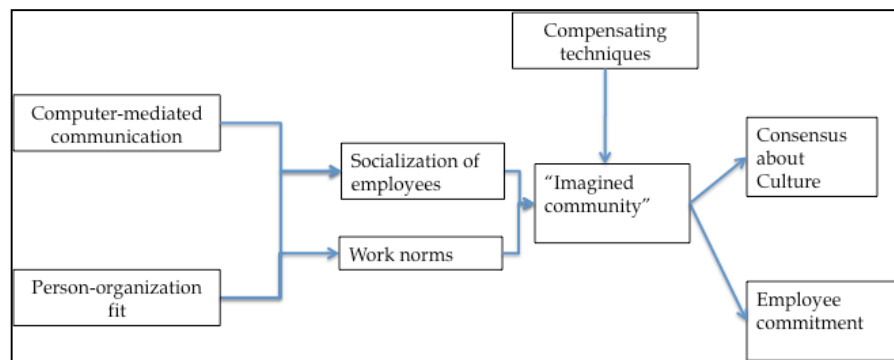 Compensating
techniques
Computer-mediated
communication
Socialization of
employees
"Imagined
community"
Consensus
about
Culture
Work norms
Person-organization
fit
Employee
commitment